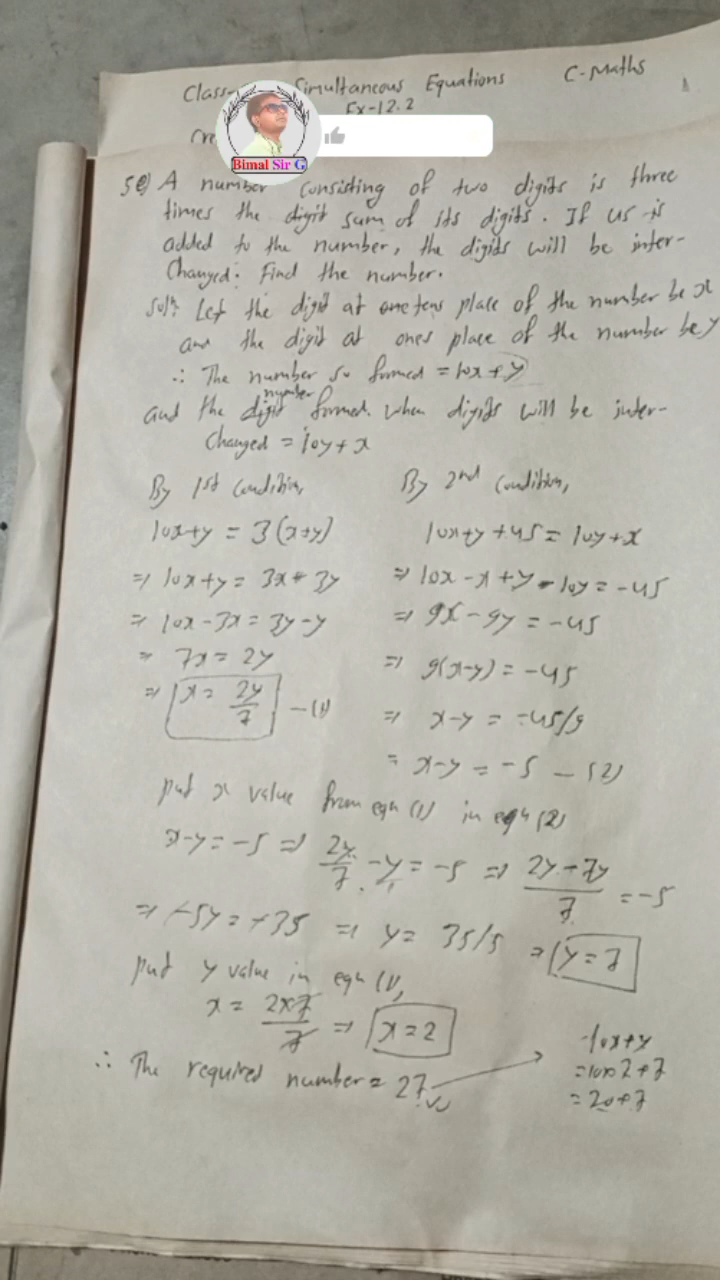 Class- Simultaneous Equations C-Maths
Ex-12.2
Bimal Sir G
5(e) A number consisting of two digits is three
times the digit sum of its digits. If 45 is
added to the number, the digits will be inter-
Changed. Find the number.
Solⁿ: Let the digit at one tens place of the number be x
and the digit at ones place of the number be y
∴ The number so formed = 10x + y
number
and the digit formed when digits will be inter-
Changed = 10y + x
By 1st Condition,
10x+y = 3(x+y)
⇒ 10x+y = 3x + 3y
⇒ 10x - 3x = 3y - y
⇒ 7x = 2y
⇒ x = 2y/7 — (1)
By 2nd Condition,
10x+y+45 = 10y+x
⇒ 10x - x + y - 10y = -45
⇒ 9x - 9y = -45
⇒ 9(x-y) = -45
⇒ x-y = -45/9
= x-y = -5 — (2)
Put x value from eqn (1) in eqn (2)
x-y = -5 ⇒ 2y/7 - y/1 = -5 ⇒ 2y-7y/7 = -5
⇒ -5y = -35 ⇒ y = 35/5 ⇒ y = 7
Put y value in eqn (1),
x = 2x7/7 ⇒ x = 2
∴ The required number = 27
10x+y
= 10x2+7
= 20+7